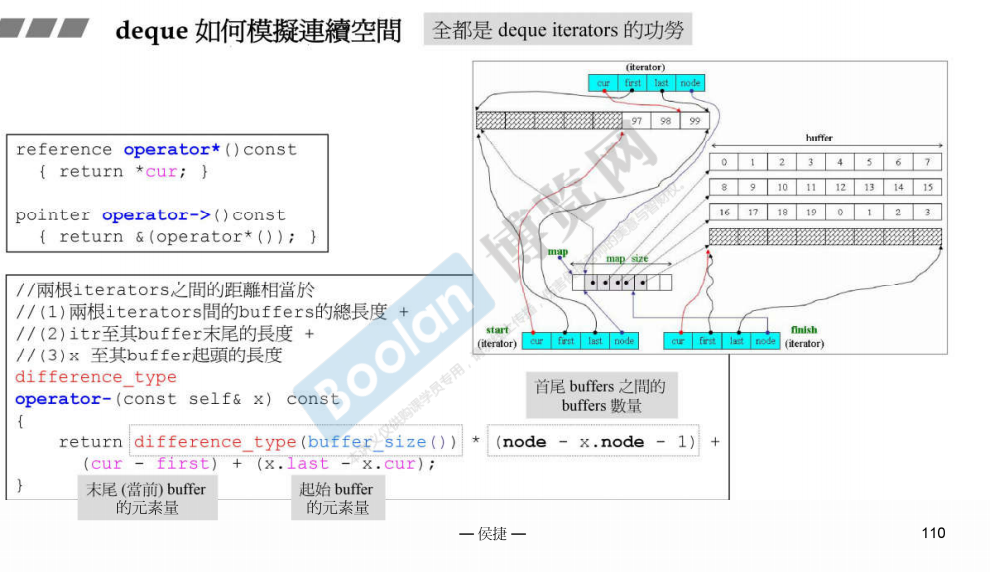 deque 如何模擬連續空間
全都是 deque iterators 的功勞
reference operator*()const
{ return *cur; }
pointer operator->()const
{ return &(operator*()); }
(iterator)
cur first last node
97 98 99
buffer
0 1 2 3 4 5 6 7
8 9 10 11 12 13 14 15
16 17 18 19 0 1 2 3
map
map size
start
(iterator)
cur first last node
cur first last node
finish
(iterator)
//兩根iterators之間的距離相當於
//(1)兩根iterators間的buffers的總長度 +
//(2)itr至其buffer末尾的長度 +
//(3)x 至其buffer起頭的長度
difference_type
operator-(const self& x) const
{
return difference_type(buffer_size()) * (node - x.node - 1) +
(cur - first) + (x.last - x.cur);
}
首尾 buffers 之間的
buffers 數量
末尾 (當前) buffer
的元素量
起始 buffer
的元素量
Boolan 博览网
— 侯捷 —
110